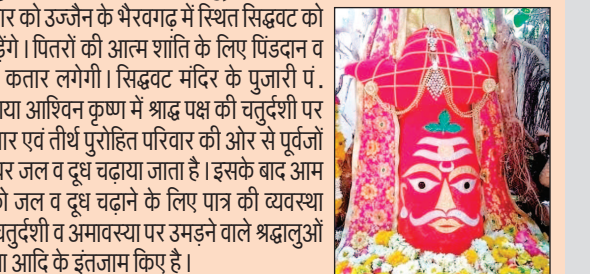 को उज्जैन के भैरवगढ़ में स्थित सिद्धवट को
। पितरों की आत्म शांति के लिए पिंडदान व
कतार लगेगी। सिद्धवट मंदिर के पुजारी पं.
आश्विन कृष्ण में श्राद्ध पक्ष की चतुर्दशी पर
एवं तीर्थ पुरोहित परिवार की ओर से पूर्वजों
जल व दूध चढ़ाया जाता है। इसके बाद आम
जल व दूध चढ़ाने के लिए पात्र की व्यवस्था
चतुर्दशी व अमावस्या पर उमड़ने वाले श्रद्धालुओं
आदि के इंतजाम किए है।